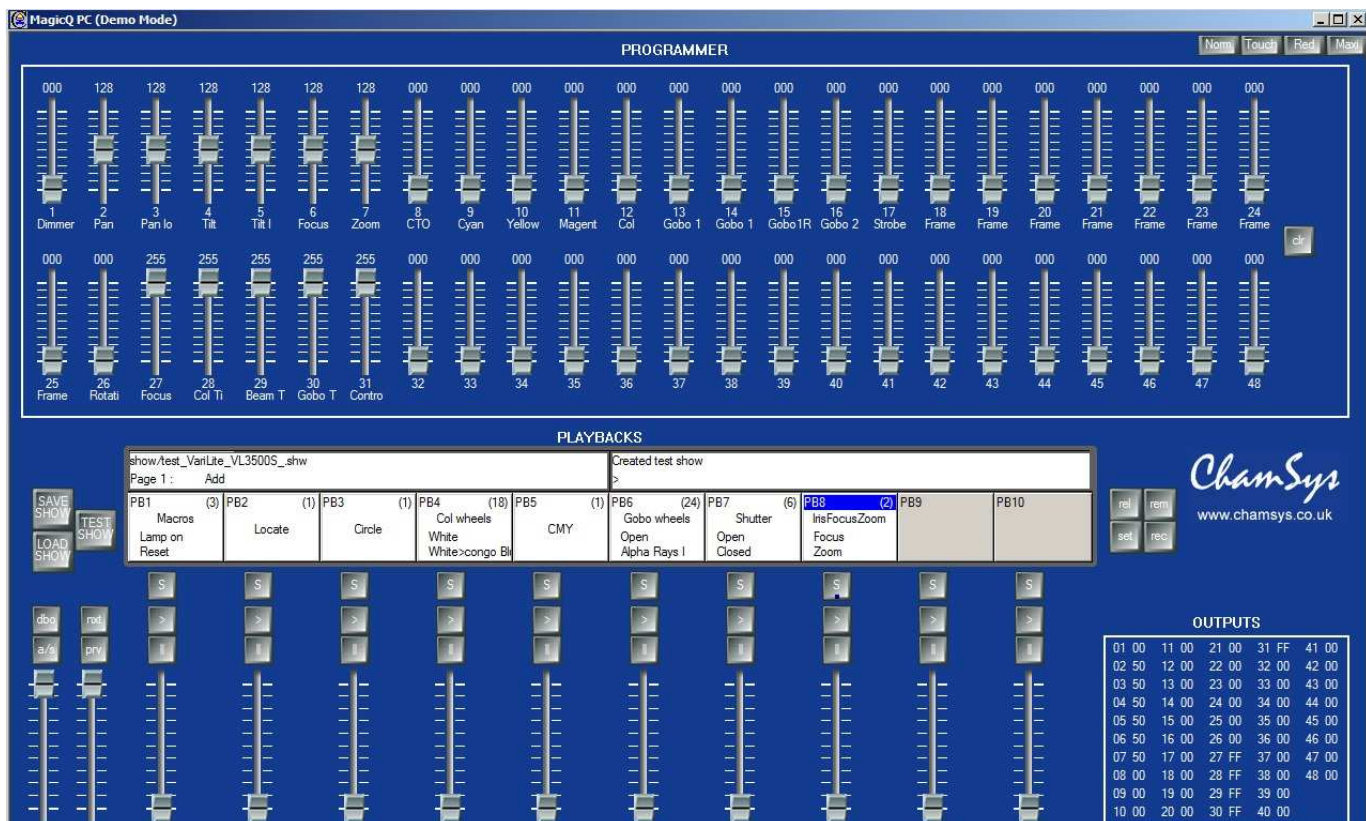 MagicQ PC (Demo Mode)
PROGRAMMER
Norm Touch Red Maxi
000 128 128 128 128 128 128 000 000 000 000 000 000 000 000 000 000 000 000 000 000 000 000 000
1 2 3 4 5 6 7 8 9 10 11 12 13 14 15 16 17 18 19 20 21 22 23 24
Dimmer Pan Pan lo Tilt Tilt l Focus Zoom CTO Cyan Yellow Magent Col Gobo 1 Gobo 1 Gobo1R Gobo 2 Strobe Frame Frame Frame Frame Frame Frame Frame
clr
000 000 255 255 255 255 255 000 000 000 000 000 000 000 000 000 000 000 000 000 000 000 000 000
25 26 27 28 29 30 31 32 33 34 35 36 37 38 39 40 41 42 43 44 45 46 47 48
Frame Rotati Focus Col Ti Beam T Gobo T Contro
PLAYBACKS
show/test_VariLite_VL3500S_.shw Created test show
Page 1 : Add >
PB1 (3) PB2 (1) PB3 (1) PB4 (18) PB5 (1) PB6 (24) PB7 (6) PB8 (2) PB9 PB10
Macros Col wheels Gobo wheels Shutter IrisFocusZoom
Locate Circle CMY
Lamp on White Open Open Focus
Reset White>congo Bl Alpha Rays I Closed Zoom
SAVE SHOW
LOAD SHOW
TEST SHOW
rel rem
set rec
ChamSys
www.chamsys.co.uk
S S S S S S S S S S
dbo nxt > > > > > > > > > >
a/s prv || || || || || || || || || ||
OUTPUTS
01 00 11 00 21 00 31 FF 41 00
02 50 12 00 22 00 32 00 42 00
03 50 13 00 23 00 33 00 43 00
04 50 14 00 24 00 34 00 44 00
05 50 15 00 25 00 35 00 45 00
06 50 16 00 26 00 36 00 46 00
07 50 17 00 27 FF 37 00 47 00
08 00 18 00 28 FF 38 00 48 00
09 00 19 00 29 FF 39 00
10 00 20 00 30 FF 40 00